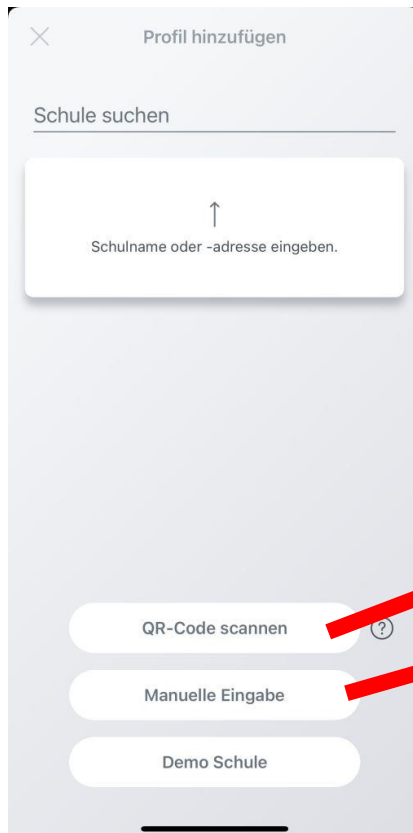 Profil hinzufügen
Schule suchen
Schulname oder -adresse eingeben.
QR-Code scannen
?
Manuelle Eingabe
Demo Schule